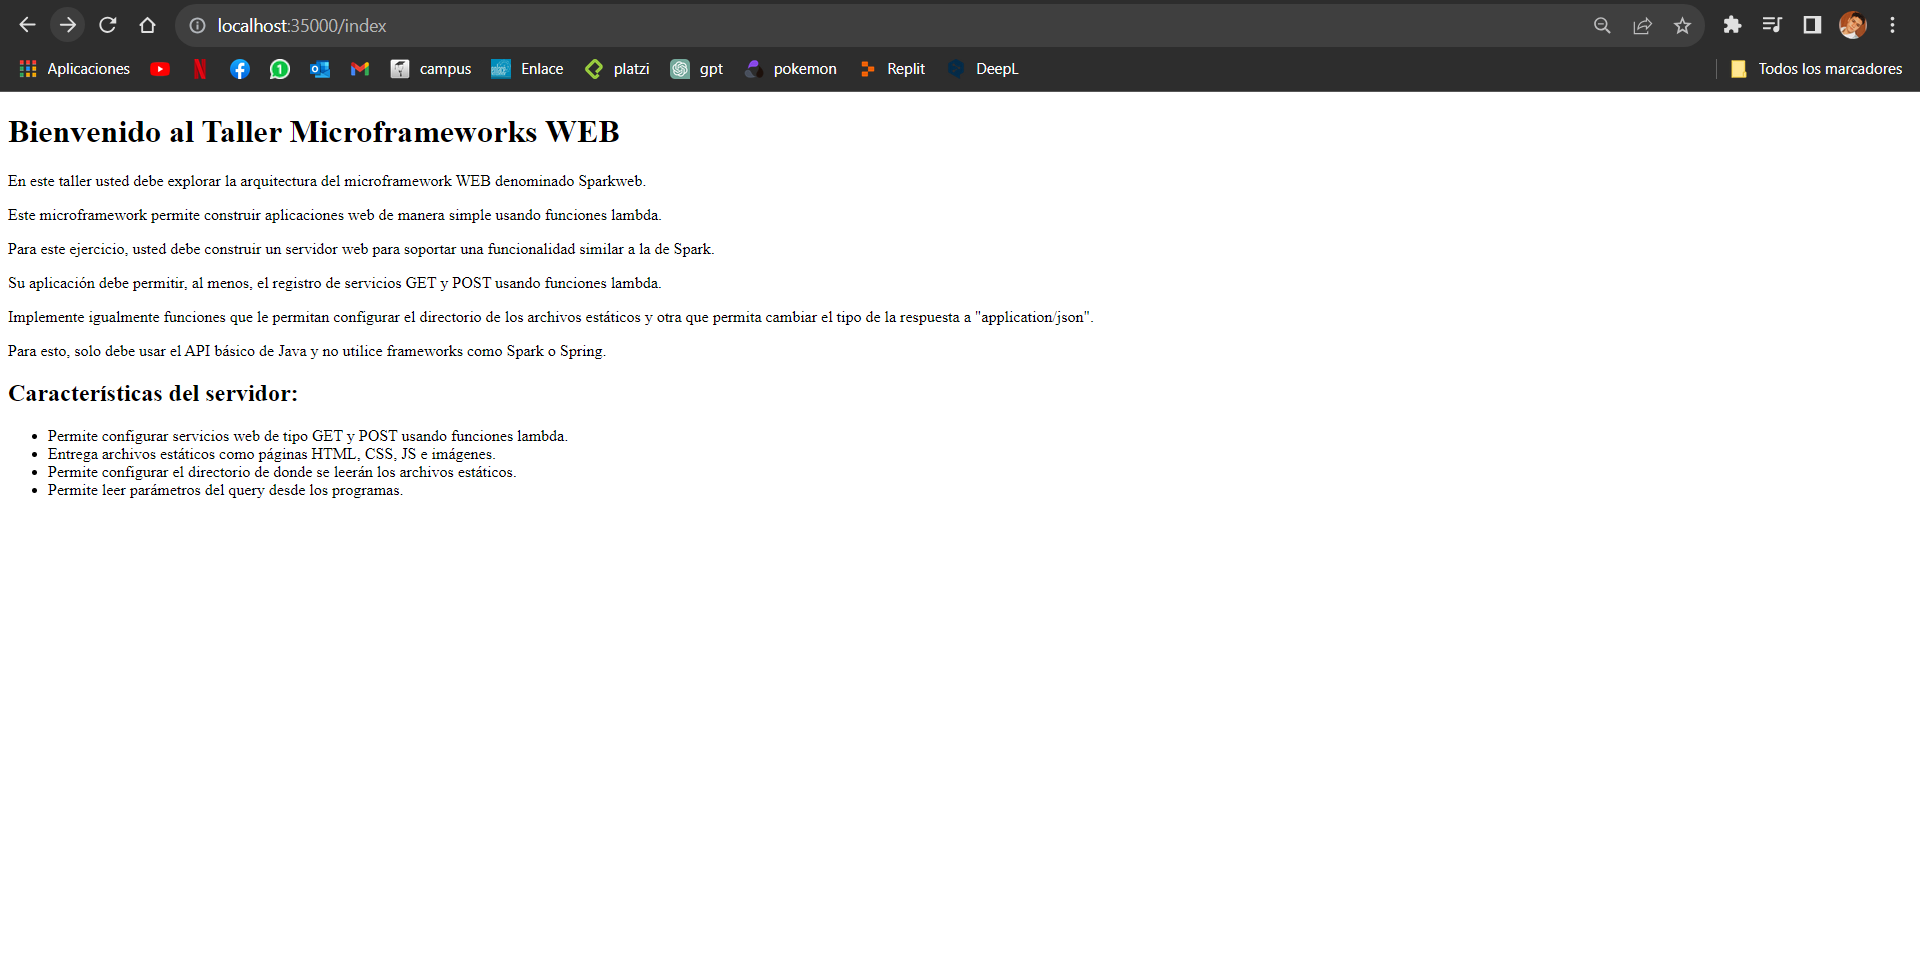 localhost:35000/index
Aplicaciones campus Enlace platzi gpt pokemon Replit DeepL Todos los marcadores
Bienvenido al Taller Microframeworks WEB
En este taller usted debe explorar la arquitectura del microframework WEB denominado Sparkweb.
Este microframework permite construir aplicaciones web de manera simple usando funciones lambda.
Para este ejercicio, usted debe construir un servidor web para soportar una funcionalidad similar a la de Spark.
Su aplicación debe permitir, al menos, el registro de servicios GET y POST usando funciones lambda.
Implemente igualmente funciones que le permitan configurar el directorio de los archivos estáticos y otra que permita cambiar el tipo de la respuesta a "application/json".
Para esto, solo debe usar el API básico de Java y no utilice frameworks como Spark o Spring.
Características del servidor:
Permite configurar servicios web de tipo GET y POST usando funciones lambda.
Entrega archivos estáticos como páginas HTML, CSS, JS e imágenes.
Permite configurar el directorio de donde se leerán los archivos estáticos.
Permite leer parámetros del query desde los programas.